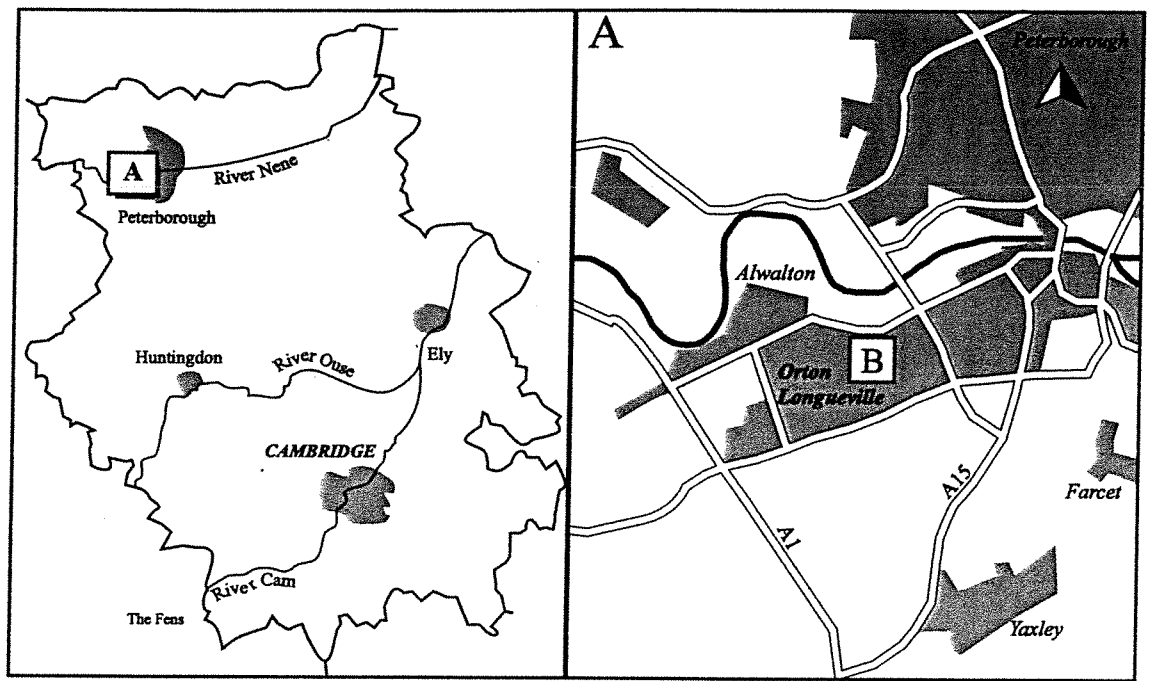 A
River Nene
Peterborough
Huntingdon
River Ouse
Ely
CAMBRIDGE
River Cam
The Fens
A
Peterborough
Alwalton
B
Orton
Longueville
A15
Farcet
A1
Yaxley